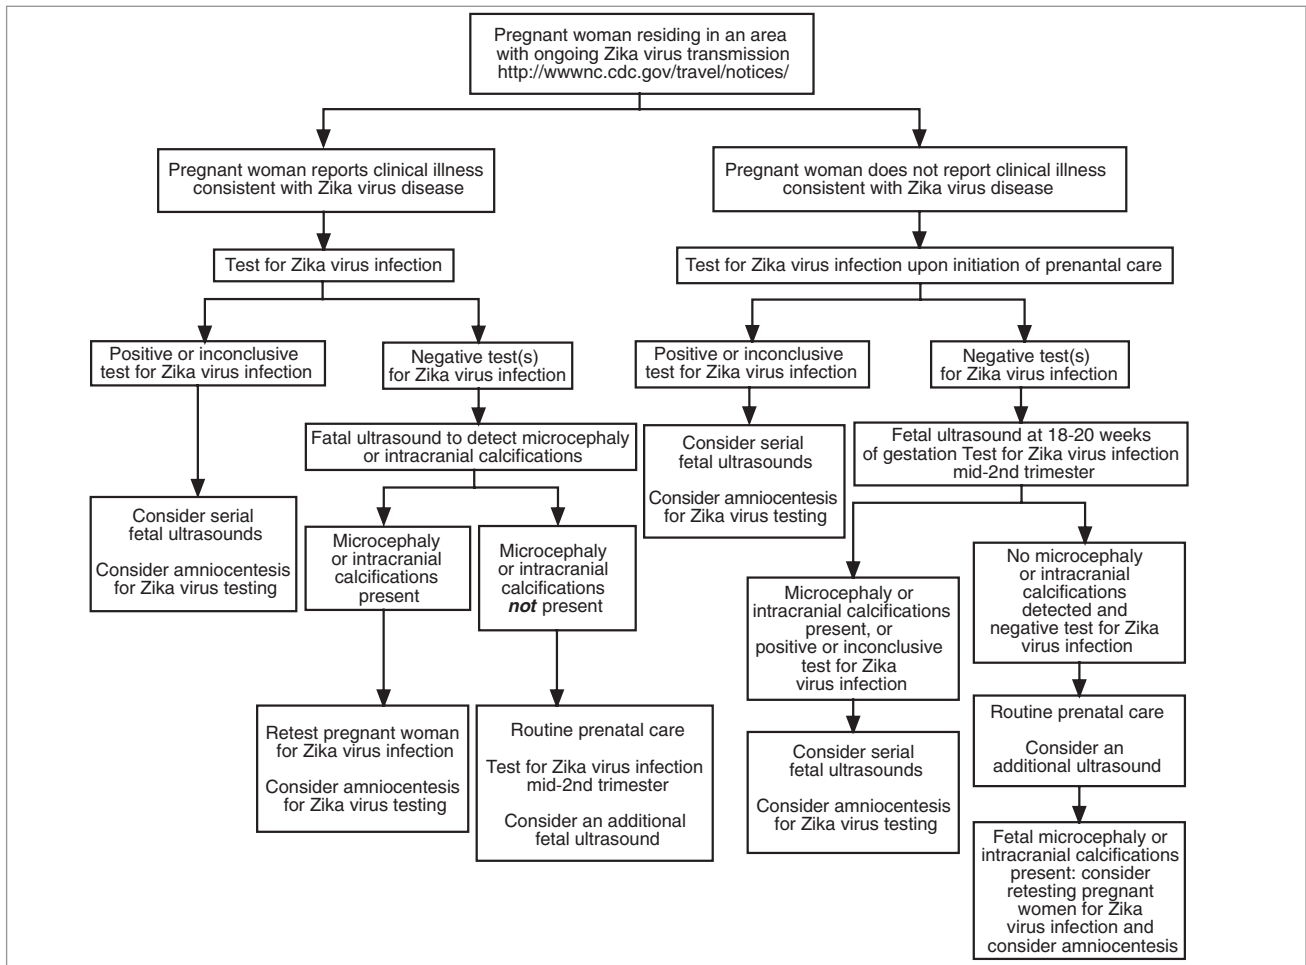 Pregnant woman residing in an area
with ongoing Zika virus transmission
http://wwwnc.cdc.gov/travel/notices/
Pregnant woman reports clinical illness
consistent with Zika virus disease
Pregnant woman does not report clinical illness
consistent with Zika virus disease
Test for Zika virus infection
Test for Zika virus infection upon initiation of prenantal care
Positive or inconclusive
test for Zika virus infection
Negative test(s)
for Zika virus infection
Positive or inconclusive
test for Zika virus infection
Negative test(s)
for Zika virus infection
Fatal ultrasound to detect microcephaly
or intracranial calcifications
Consider serial
fetal ultrasounds
Consider amniocentesis
for Zika virus testing
Fetal ultrasound at 18-20 weeks
of gestation Test for Zika virus infection
mid-2nd trimester
Consider serial
fetal ultrasounds
Consider amniocentesis
for Zika virus testing
Microcephaly
or intracranial
calcifications
present
Microcephaly
or intracranial
calcifications
not present
Microcephaly or
intracranial calcifications
present, or
positive or inconclusive
test for Zika
virus infection
No microcephaly
or intracranial
calcifications
detected and
negative test for Zika
virus infection
Retest pregnant woman
for Zika virus infection
Consider amniocentesis
for Zika virus testing
Routine prenatal care
Test for Zika virus infection
mid-2nd trimester
Consider an additional
fetal ultrasound
Consider serial
fetal ultrasounds
Consider amniocentesis
for Zika virus testing
Routine prenatal care
Consider an
additional ultrasound
Fetal microcephaly or
intracranial calcifications
present: consider
retesting pregnant
women for Zika
virus infection and
consider amniocentesis